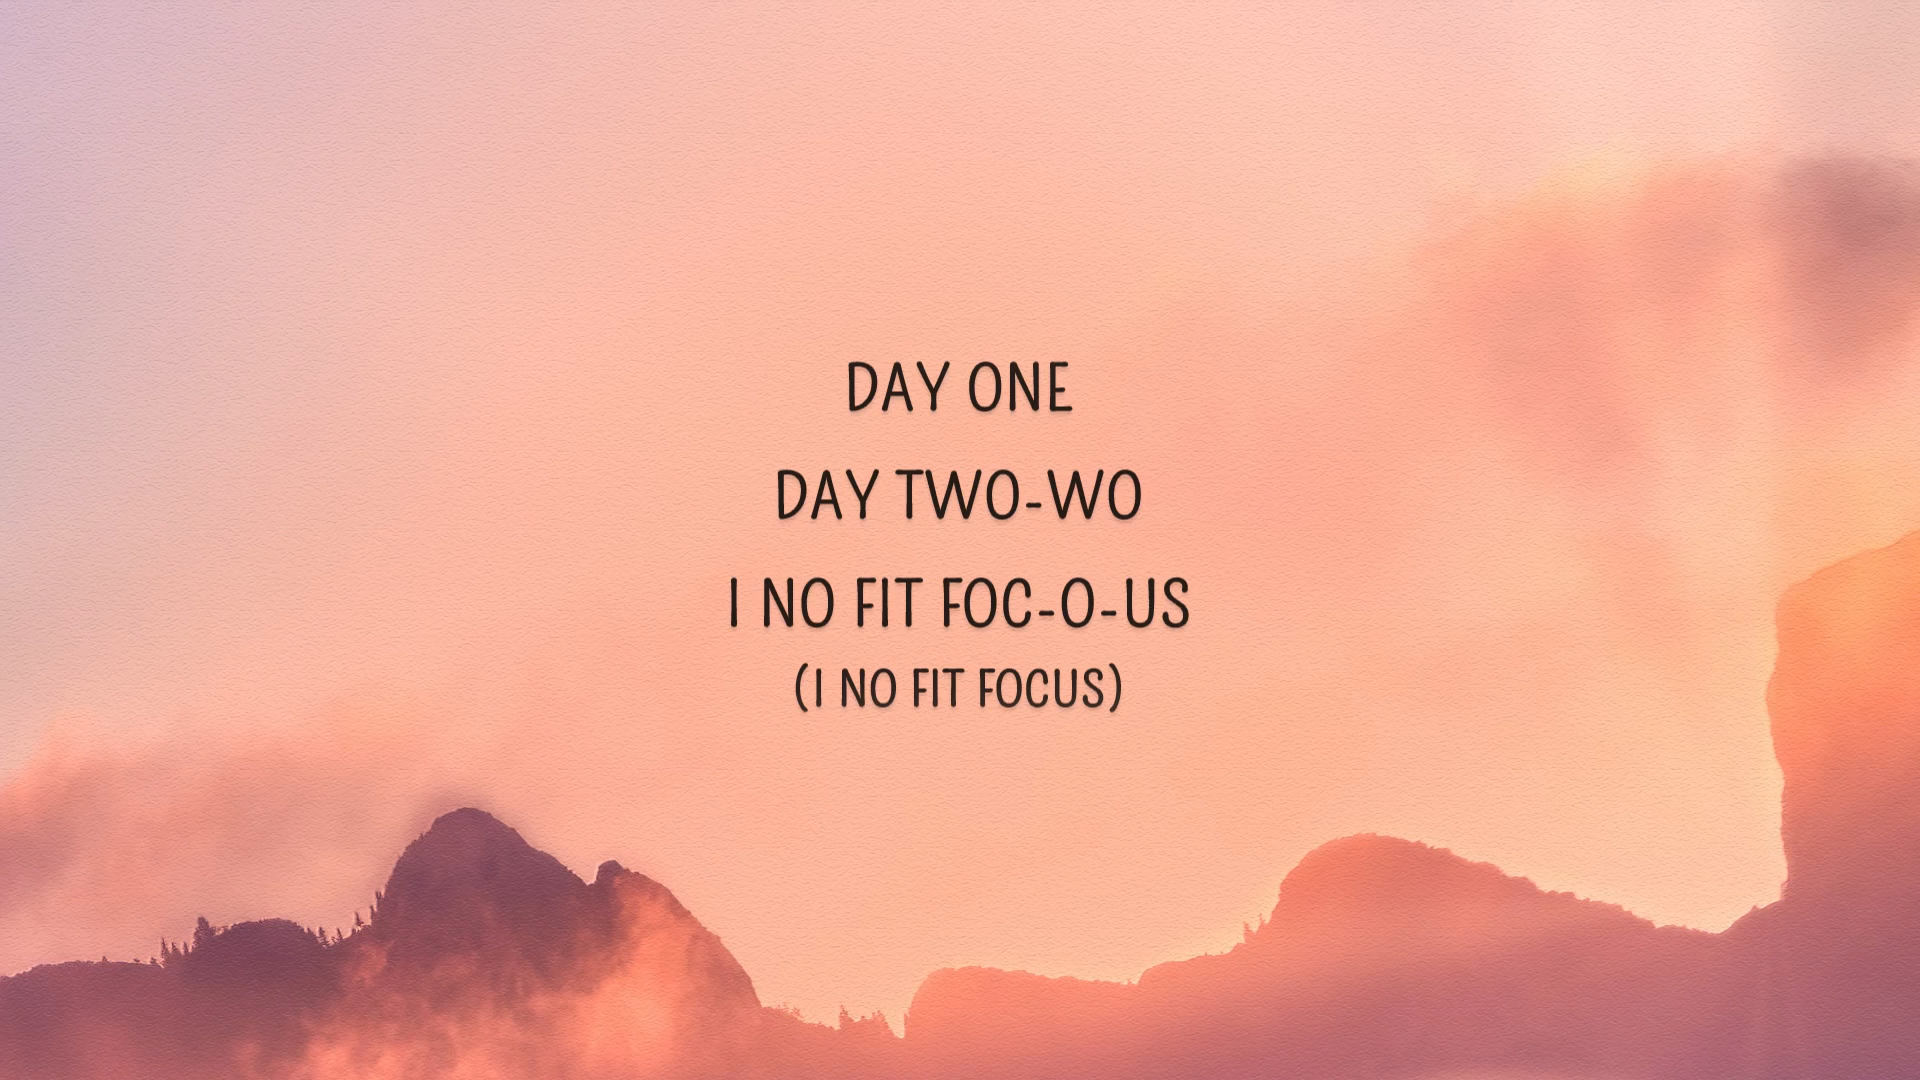 DAY ONE
DAY TWO-WO
I NO FIT FOC-O-US
(I NO FIT FOCUS)